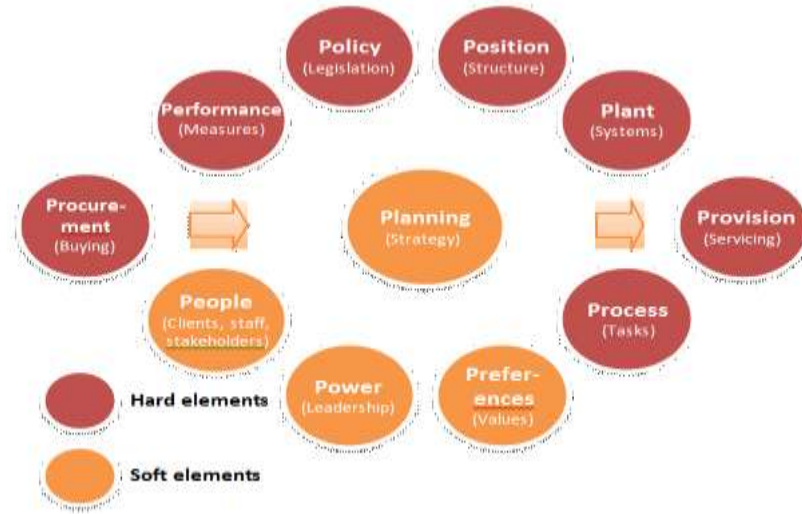 Policy
(Legislation)
Position
(Structure)
Performance
(Measures)
Plant
(Systems)
Procure-
ment
(Buying)
Planning
(Strategy)
Provision
(Servicing)
People
(Clients, staff,
stakeholders)
Process
(Tasks)
Power
(Leadership)
Prefer-
ences
(Values)
Hard elements
Soft elements